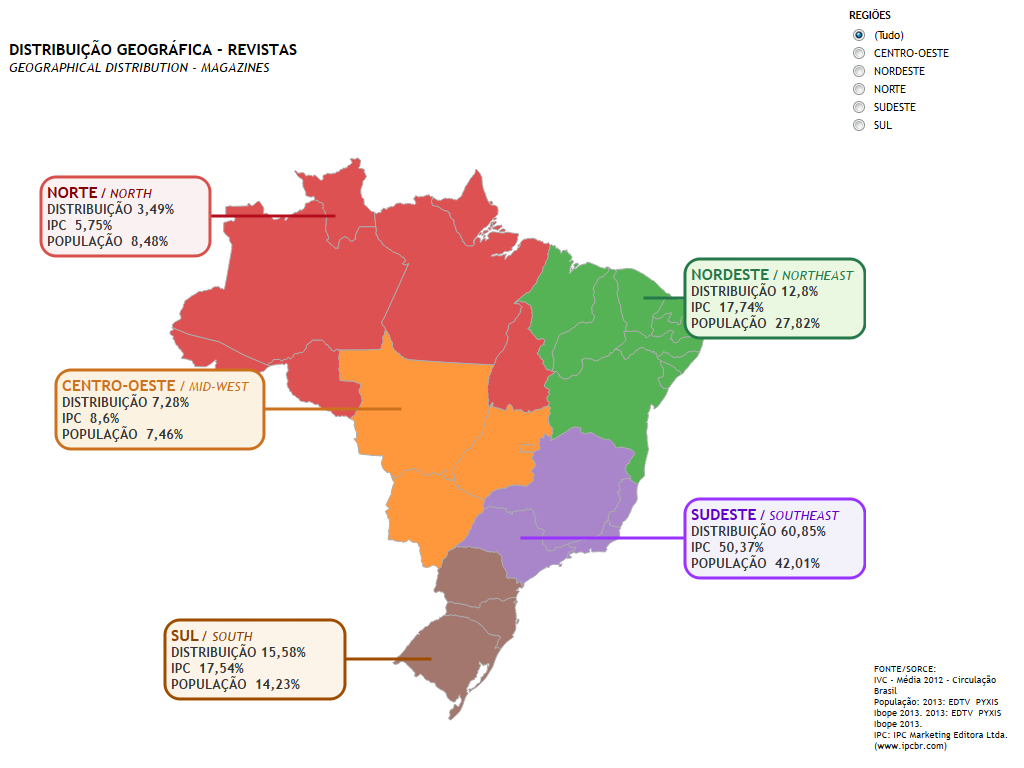 REGIÕES
(Tudo)
CENTRO-OESTE
NORDESTE
NORTE
SUDESTE
SUL
DISTRIBUIÇÃO GEOGRÁFICA - REVISTAS
GEOGRAPHICAL DISTRIBUTION - MAGAZINES
NORTE / NORTH
DISTRIBUIÇÃO 3,49%
IPC 5,75%
POPULAÇÃO 8,48%
NORDESTE / NORTHEAST
DISTRIBUIÇÃO 12,8%
IPC 17,74%
POPULAÇÃO 27,82%
CENTRO-OESTE / MID-WEST
DISTRIBUIÇÃO 7,28%
IPC 8,6%
POPULAÇÃO 7,46%
SUDESTE / SOUTHEAST
DISTRIBUIÇÃO 60,85%
IPC 50,37%
POPULAÇÃO 42,01%
SUL / SOUTH
DISTRIBUIÇÃO 15,58%
IPC 17,54%
POPULAÇÃO 14,23%
FONTE/SORCE:
IVC - Média 2012 - Circulação
Brasil
População: 2013: EDTV PYXIS
Ibope 2013. 2013: EDTV PYXIS
Ibope 2013.
IPC: IPC Marketing Editora Ltda.
(www.ipcbr.com)